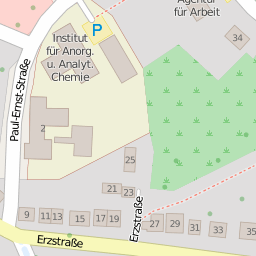 Agentur
für Arbeit
P
34
Institut
für Anorg.
u. Analyt.
Chemie
Paul-Ernst-Straße
2
25
21
23
Erzstraße
9
11
13
15
17
19
27
29
31
33
35
Erzstraße